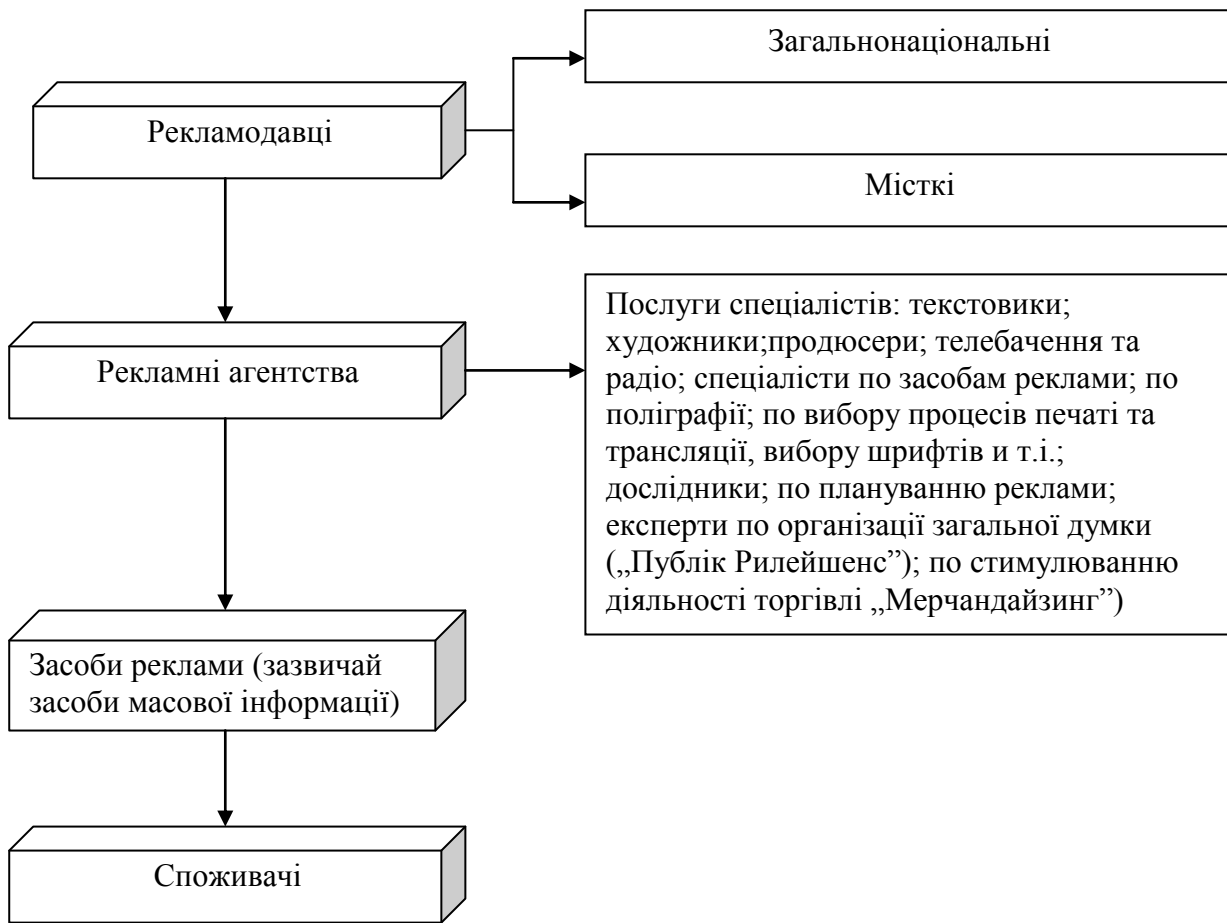 Загальнонаціональні
Рекламодавці
Місткі
Рекламні агентства
Послуги спеціалістів: текстовики;
художники;продюсери; телебачення та
радіо; спеціалісти по засобам реклами; по
поліграфії; по вибору процесів печаті та
трансляції, вибору шрифтів и т.і.;
дослідники; по плануванню реклами;
експерти по організації загальної думки
(„Публік Рилейшенс”); по стимулюванню
діяльності торгівлі „Мерчандайзинг”)
Засоби реклами (зазвичай
засоби масової інформації)
Споживачі